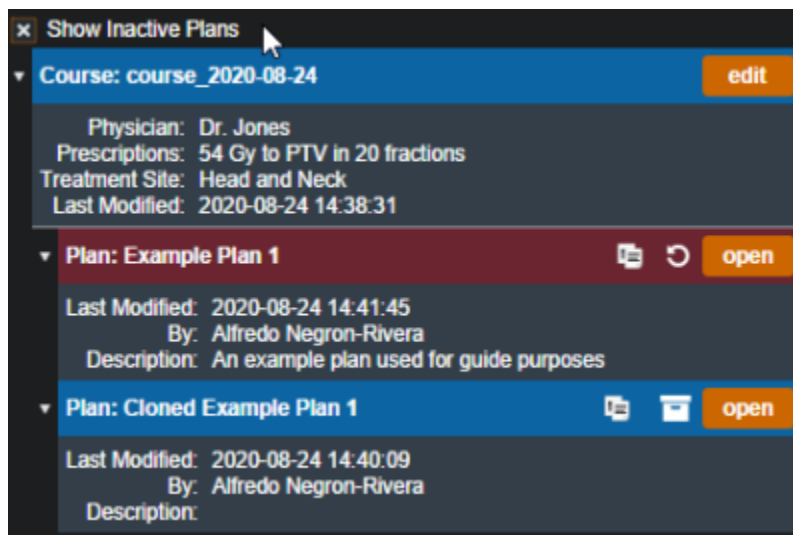 Show Inactive Plans
Course: course_2020-08-24 edit
Physician: Dr. Jones
Prescriptions: 54 Gy to PTV in 20 fractions
Treatment Site: Head and Neck
Last Modified: 2020-08-24 14:38:31
Plan: Example Plan 1 open
Last Modified: 2020-08-24 14:41:45
By: Alfredo Negron-Rivera
Description: An example plan used for guide purposes
Plan: Cloned Example Plan 1 open
Last Modified: 2020-08-24 14:40:09
By: Alfredo Negron-Rivera
Description: